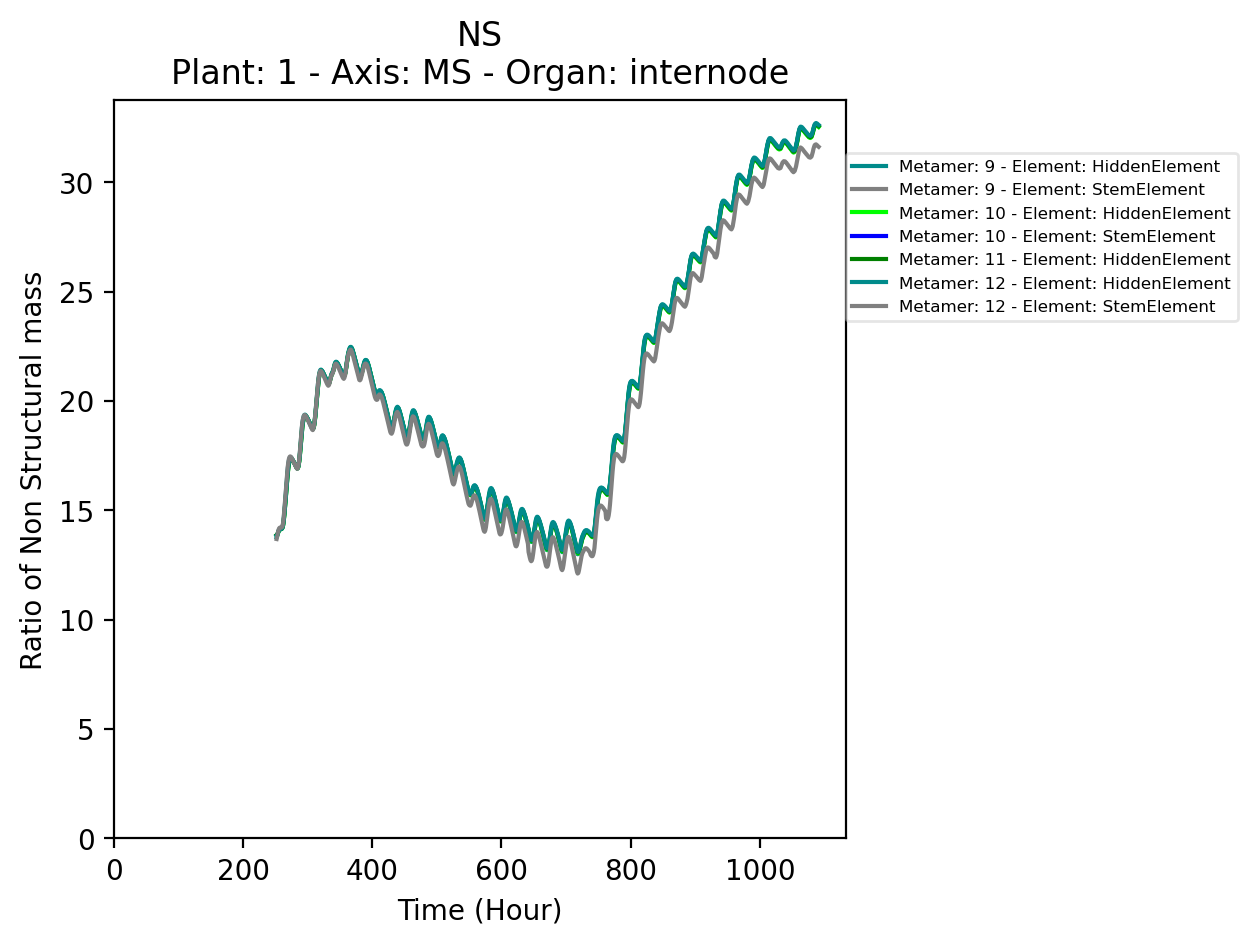 NS
Plant: 1 - Axis: MS - Organ: internode
Ratio of Non Structural mass
30
25
20
15
10
5
0
0 200 400 600 800 1000
Time (Hour)
Metamer: 9 - Element: HiddenElement
Metamer: 9 - Element: StemElement
Metamer: 10 - Element: HiddenElement
Metamer: 10 - Element: StemElement
Metamer: 11 - Element: HiddenElement
Metamer: 12 - Element: HiddenElement
Metamer: 12 - Element: StemElement